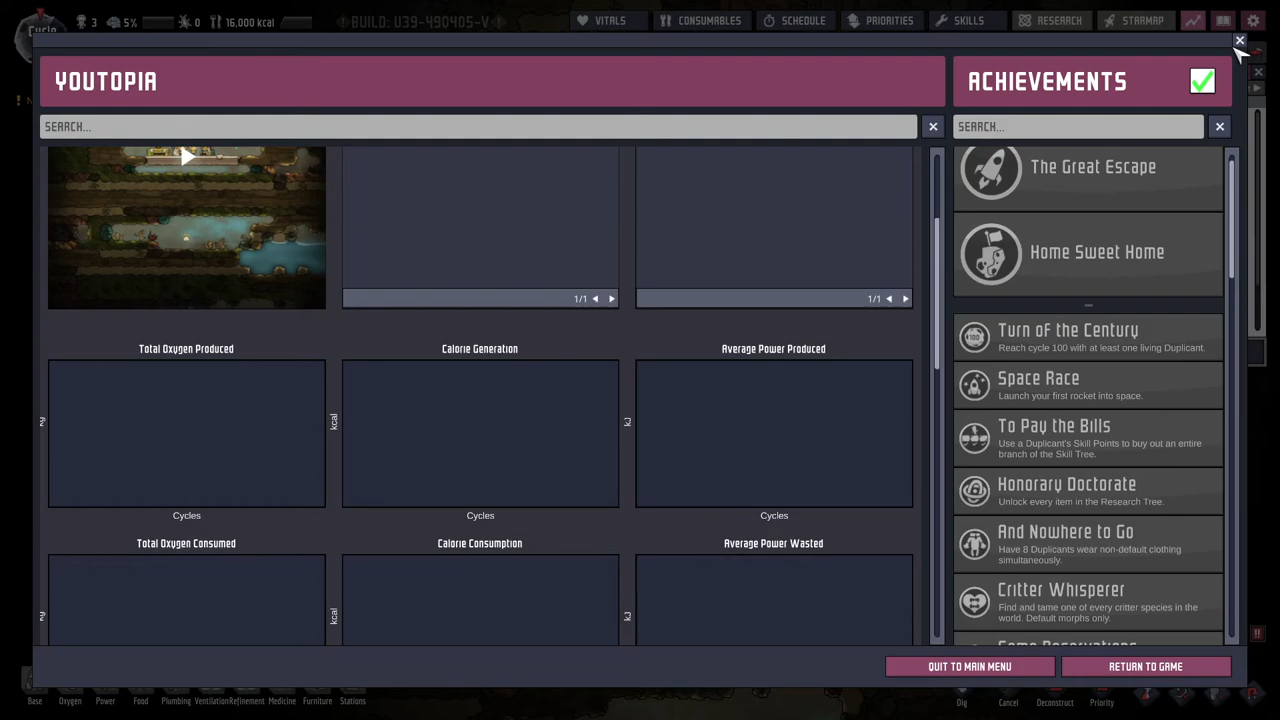 3 5% 0 16,000 kcal BUILD: U39-490405-V VITALS CONSUMABLES SCHEDULE PRIORITIES SKILLS RESEARCH STARMAP
Cycle
YOUTOPIA
ACHIEVEMENTS
SEARCH...
SEARCH...
The Great Escape
Home Sweet Home
1/1
1/1
Turn of the Century
Reach cycle 100 with at least one living Duplicant.
Total Oxygen Produced
Calorie Generation
Average Power Produced
kcal
kJ
Space Race
Launch your first rocket into space.
To Pay the Bills
Use a Duplicant's Skill Points to buy out an entire
branch of the Skill Tree.
Honorary Doctorate
Unlock every item in the Research Tree.
Cycles
Cycles
Cycles
And Nowhere to Go
Have 8 Duplicants wear non-default clothing
simultaneously.
Total Oxygen Consumed
Calorie Consumption
Average Power Wasted
kcal
kJ
Critter Whisperer
Find and tame one of every critter species in the
world. Default morphs only.
QUIT TO MAIN MENU
RETURN TO GAME
Base Oxygen Power Food Plumbing Ventilation Refinement Medicine Furniture Stations
Dig Cancel Deconstruct Priority